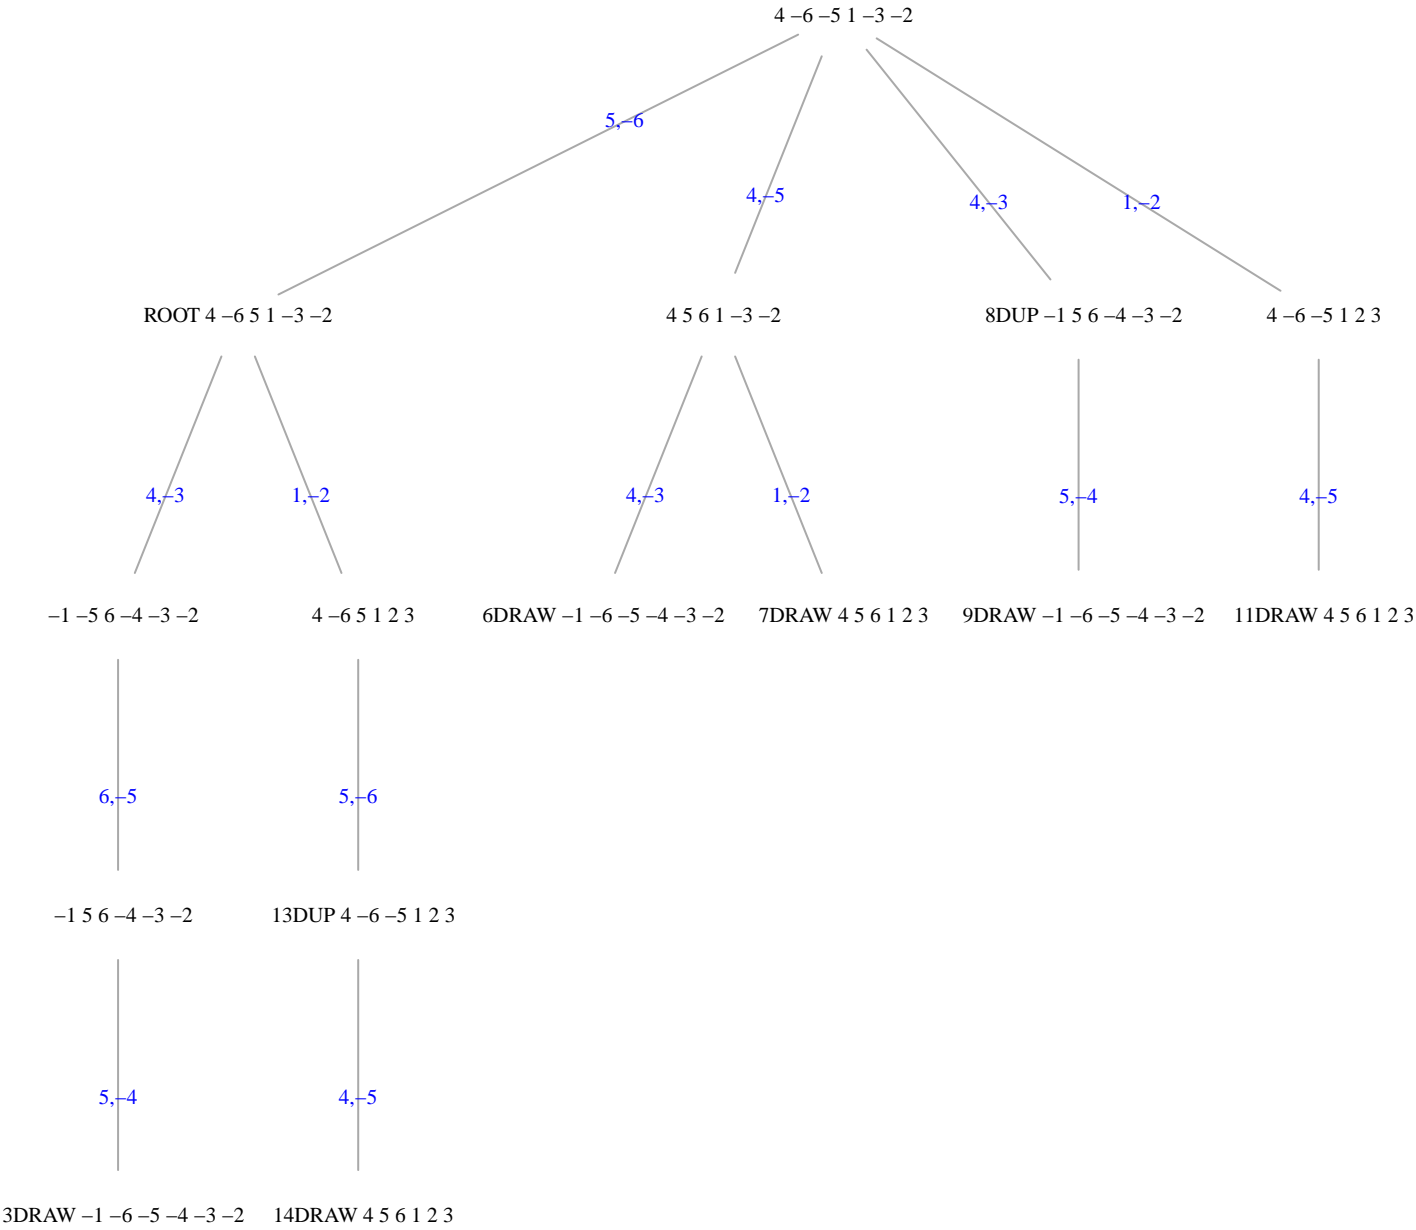 4 –6 –5 1 –3 –2
5,–6
4,–5
4,–3
1,–2
ROOT 4 –6 5 1 –3 –2
4 5 6 1 –3 –2
8DUP –1 5 6 –4 –3 –2
4 –6 –5 1 2 3
4,–3
1,–2
4,–3
1,–2
5,–4
4,–5
–1 –5 6 –4 –3 –2
4 –6 5 1 2 3
6DRAW –1 –6 –5 –4 –3 –2
7DRAW 4 5 6 1 2 3
9DRAW –1 –6 –5 –4 –3 –2
11DRAW 4 5 6 1 2 3
6,–5
5,–6
–1 5 6 –4 –3 –2
13DUP 4 –6 –5 1 2 3
5,–4
4,–5
3DRAW –1 –6 –5 –4 –3 –2
14DRAW 4 5 6 1 2 3